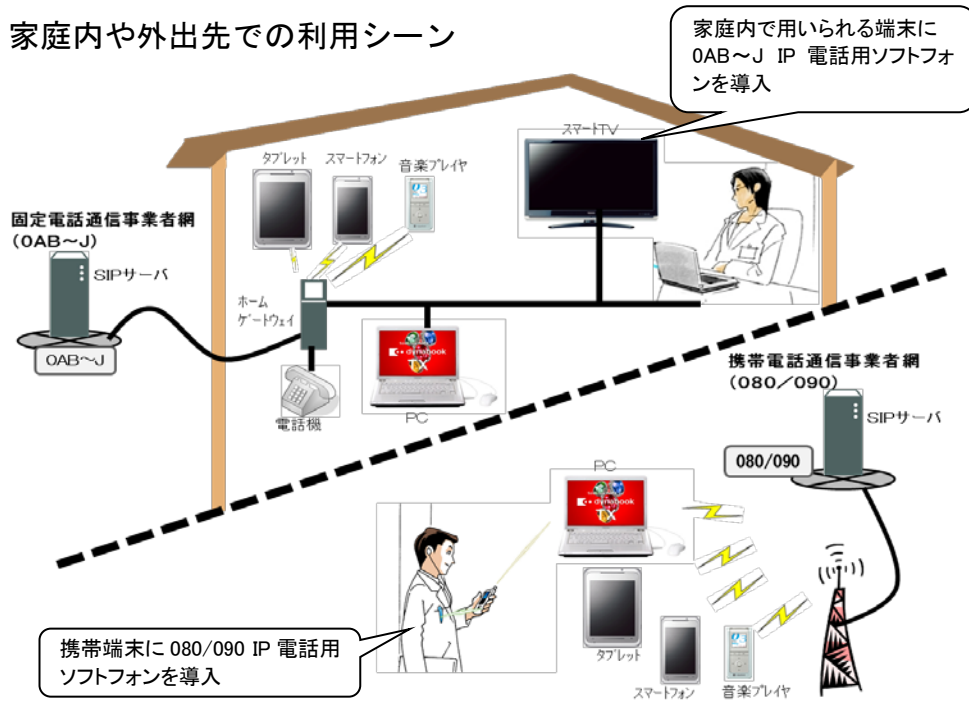 家庭内や外出先での利用シーン
家庭内で用いられる端末に
0AB～J IP 電話用ソフトフォ
ンを導入
スマートTV
タブレット
スマートフォン
音楽プレイヤ
固定電話通信事業者網
(0AB～J)
SIPサーバ
0AB～J
ホーム
ゲートウェイ
電話機
dynabook
TX
PC
携帯電話通信事業者網
(080／090)
SIPサーバ
080/090
PC
dynabook
TX
タブレット
スマートフォン
音楽プレイヤ
携帯端末に 080/090 IP 電話用
ソフトフォンを導入